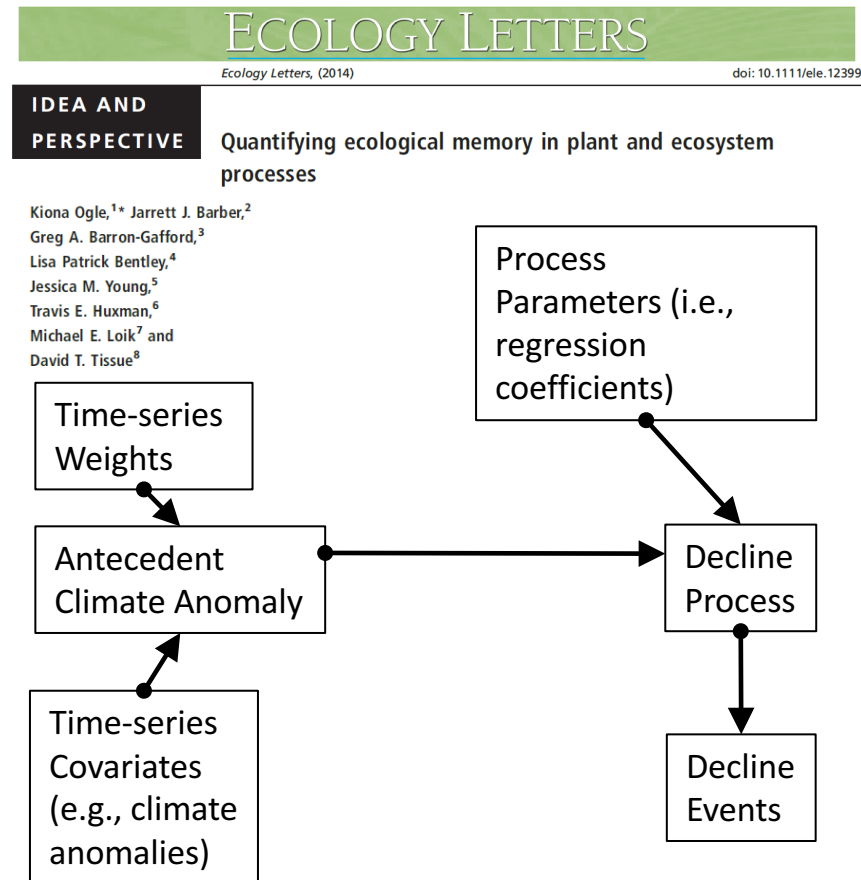 ECOLOGY LETTERS
Ecology Letters, (2014)
doi: 10.1111/ele.12399
IDEA AND
PERSPECTIVE
Quantifying ecological memory in plant and ecosystem
processes
Kiona Ogle,1* Jarrett J. Barber,2
Greg A. Barron-Gafford,3
Lisa Patrick Bentley,4
Jessica M. Young,5
Travis E. Huxman,6
Michael E. Loik7 and
David T. Tissue8
Process
Parameters (i.e.,
regression
coefficients)
Time-series
Weights
Antecedent
Climate Anomaly
Decline
Process
Time-series
Covariates
(e.g., climate
anomalies)
Decline
Events